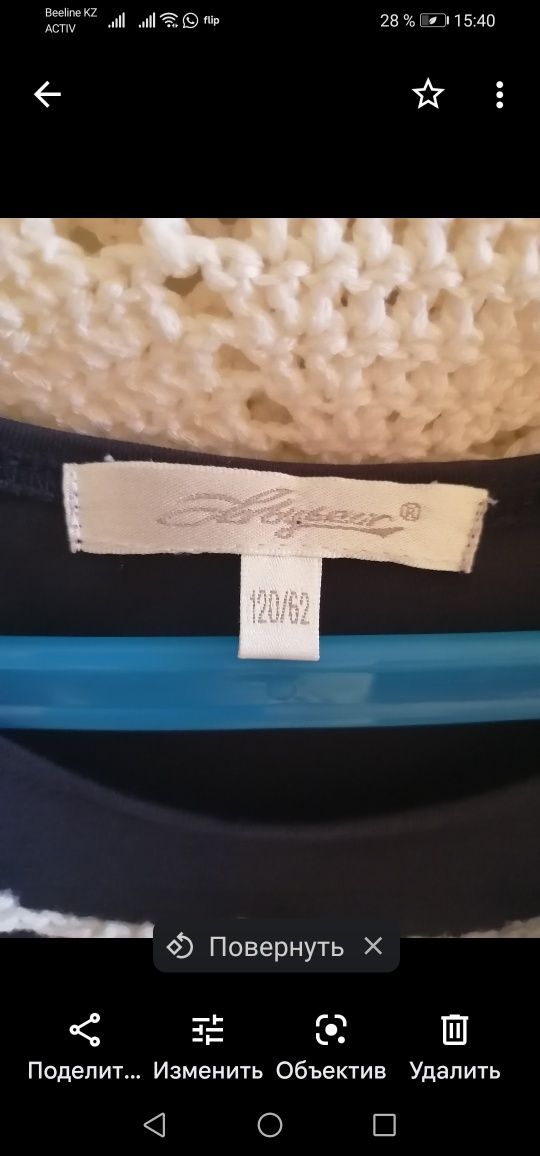 Beeline KZ
ACTIV
flip
28 % 15:40
®
120/62
Повернуть
Поделит... Изменить Объектив Удалить